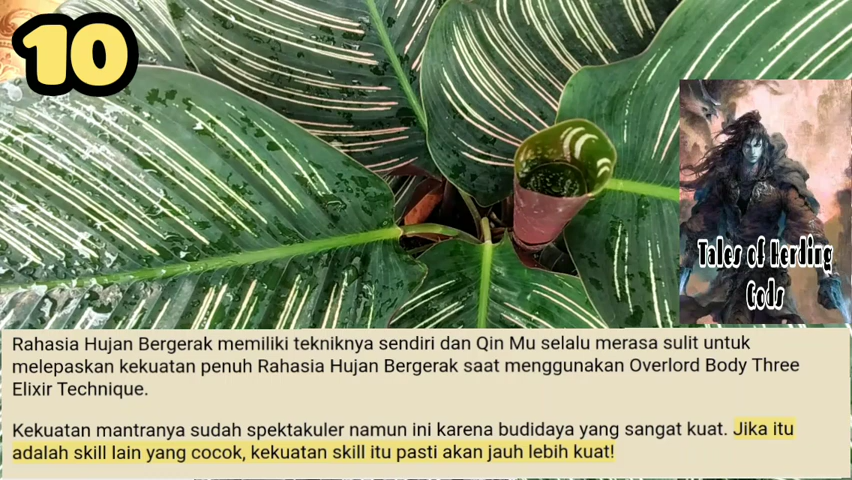 10
Tales of Herding
Gods
Rahasia Hujan Bergerak memiliki tekniknya sendiri dan Qin Mu selalu merasa sulit untuk
melepaskan kekuatan penuh Rahasia Hujan Bergerak saat menggunakan Overlord Body Three
Elixir Technique.
Kekuatan mantranya sudah spektakuler namun ini karena budidaya yang sangat kuat. Jika itu
adalah skill lain yang cocok, kekuatan skill itu pasti akan jauh lebih kuat!